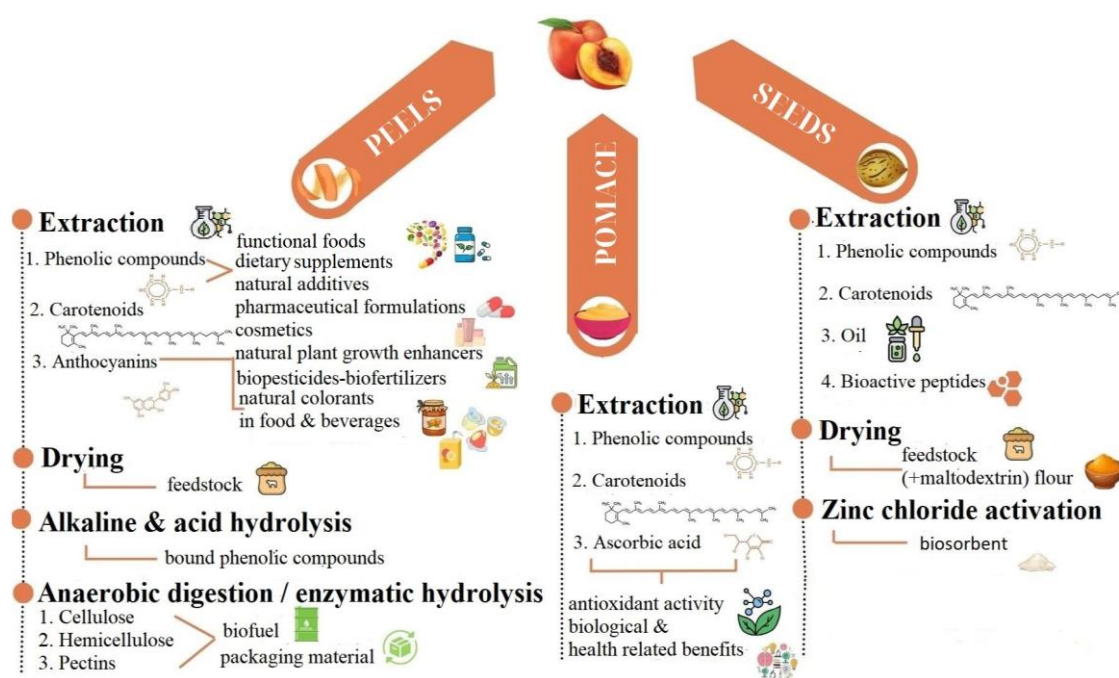 PEELS
Extraction
1. Phenolic compounds
2. Carotenoids
3. Anthocyanins
functional foods
dietary supplements
natural additives
pharmaceutical formulations
cosmetics
natural plant growth enhancers
biopesticides-biofertilizers
natural colorants
in food & beverages
Drying
feedstock
Alkaline & acid hydrolysis
bound phenolic compounds
Anaerobic digestion / enzymatic hydrolysis
1. Cellulose
2. Hemicellulose
3. Pectins
biofuel
packaging material
POMACE
Extraction
1. Phenolic compounds
2. Carotenoids
3. Ascorbic acid
antioxidant activity
biological &
health related benefits
SEEDS
Extraction
1. Phenolic compounds
2. Carotenoids
3. Oil
4. Bioactive peptides
Drying
feedstock
(+maltodextrin) flour
Zinc chloride activation
biosorbent